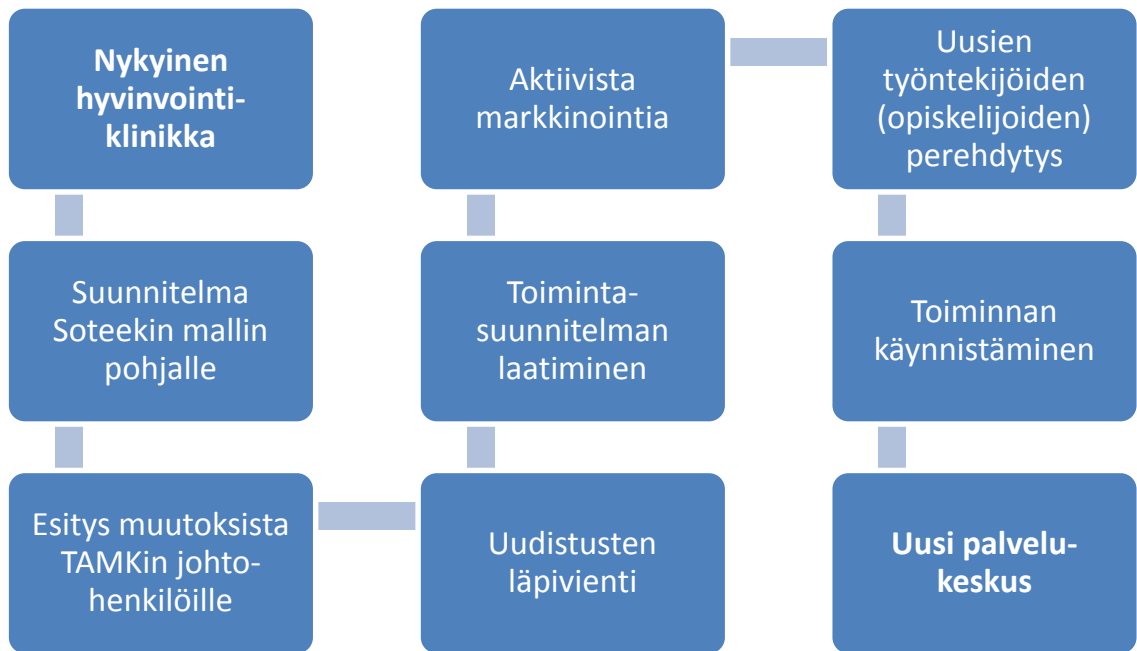 Nykyinen
hyvinvointi-
klinikka
Suunnitelma
Soteekin mallin
pohjalle
Esitys muutoksista
TAMKin johto-
henkilöille
Uudistusten
läpivienti
Toiminta-
suunnitelman
laatiminen
Aktiivista
markkinointia
Uusien
työntekijöiden
(opiskelijoiden)
perehdytys
Toiminnan
käynnistäminen
Uusi palvelu-
keskus